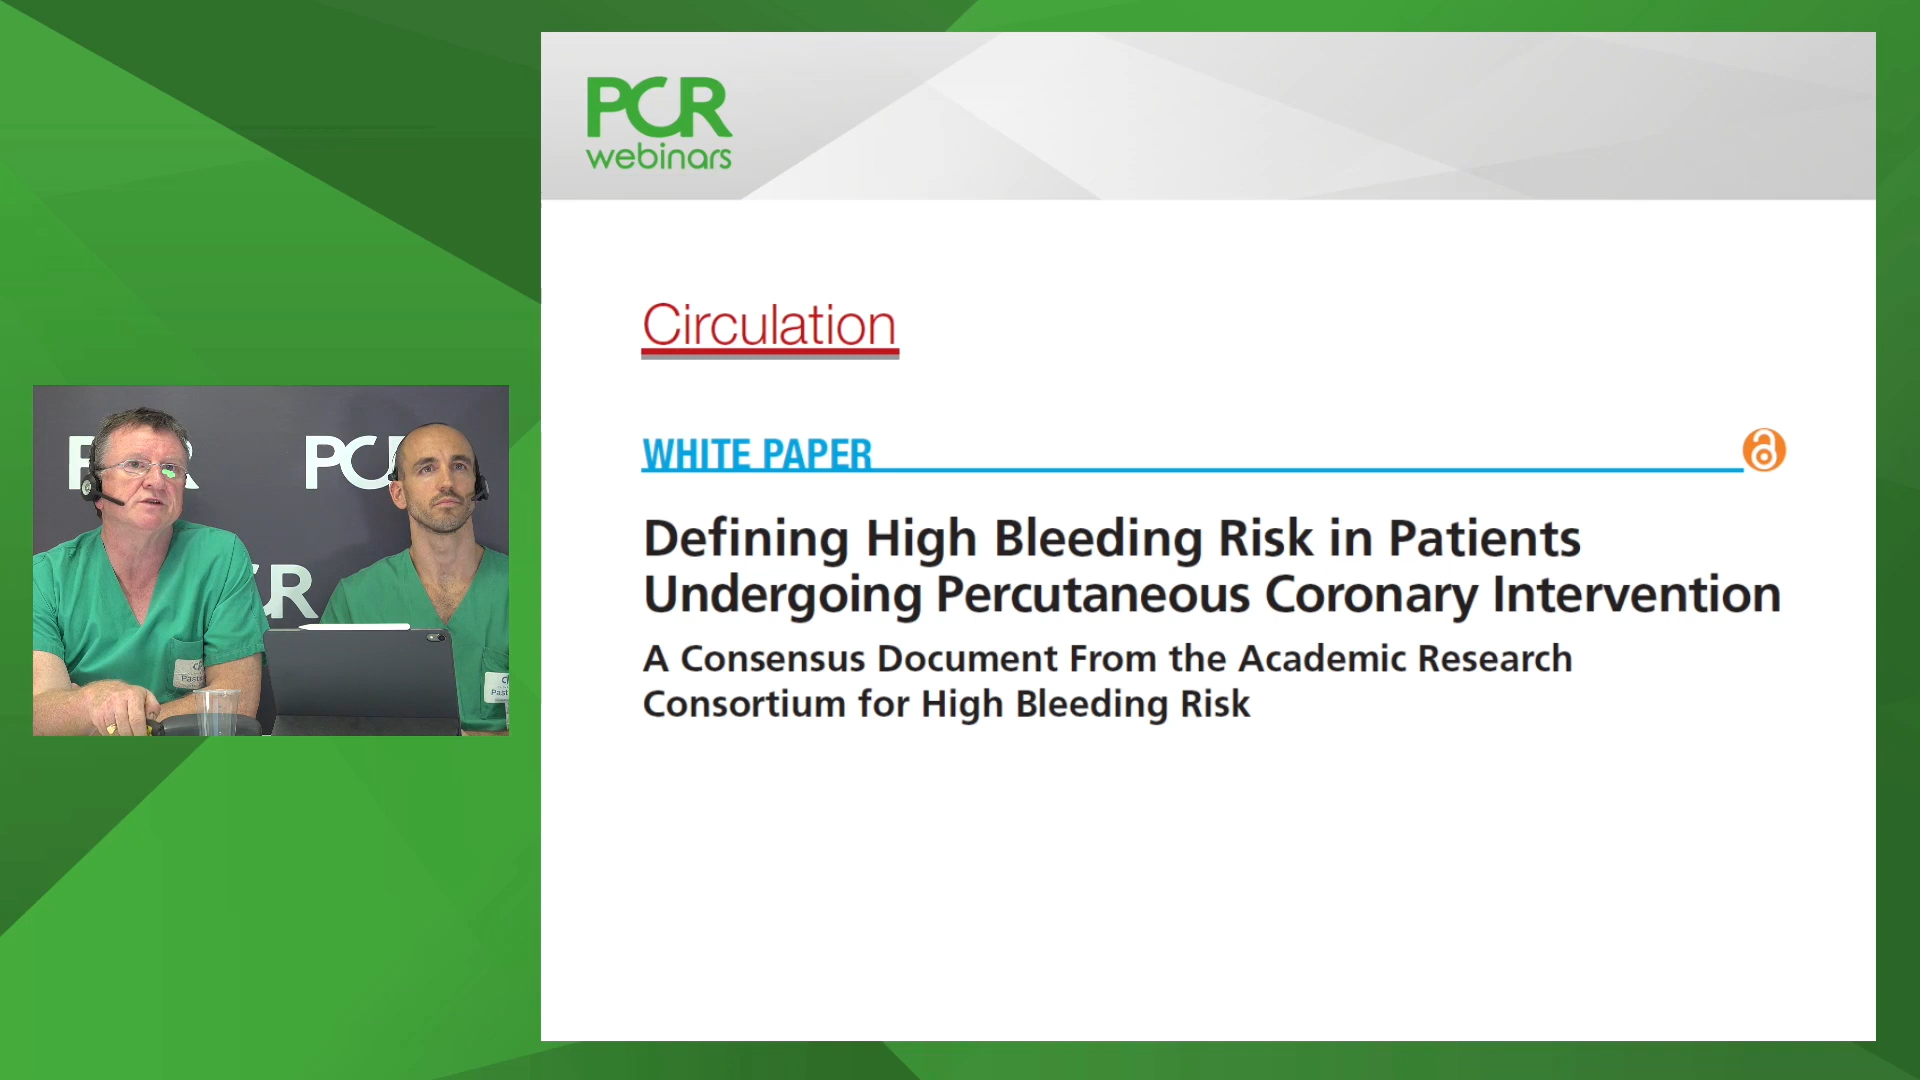 PCR
webinars
Circulation
WHITE PAPER
Defining High Bleeding Risk in Patients
Undergoing Percutaneous Coronary Intervention
A Consensus Document From the Academic Research
Consortium for High Bleeding Risk